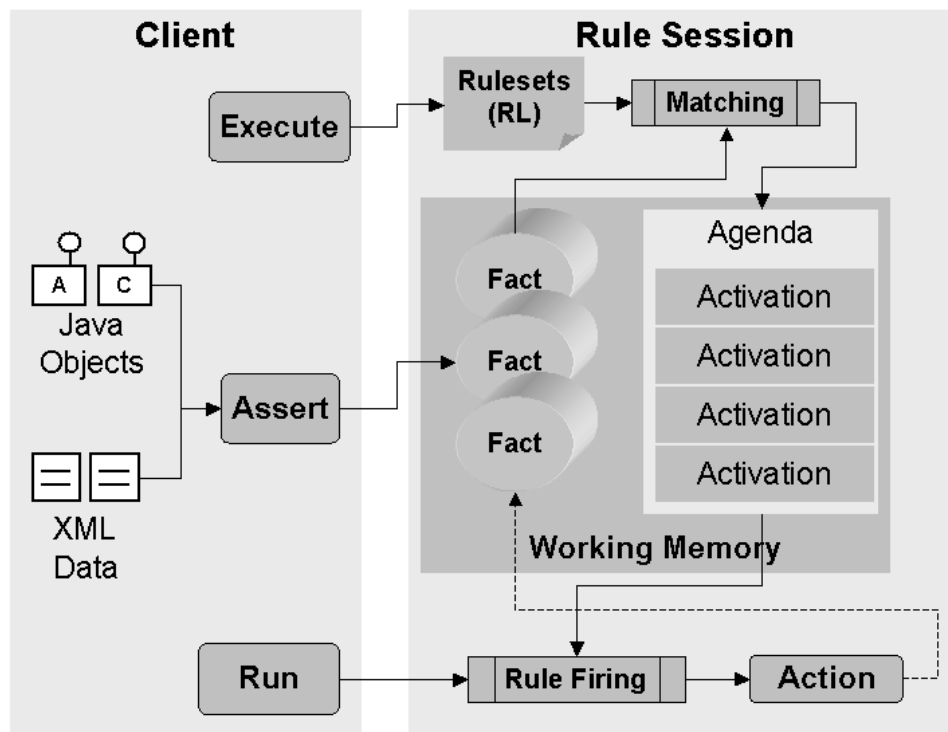 Client
Rule Session
Execute
Rulesets
(RL)
Matching
A
C
Java
Objects
Assert
XML
Data
Fact
Fact
Fact
Agenda
Activation
Activation
Activation
Activation
Working Memory
Run
Rule Firing
Action